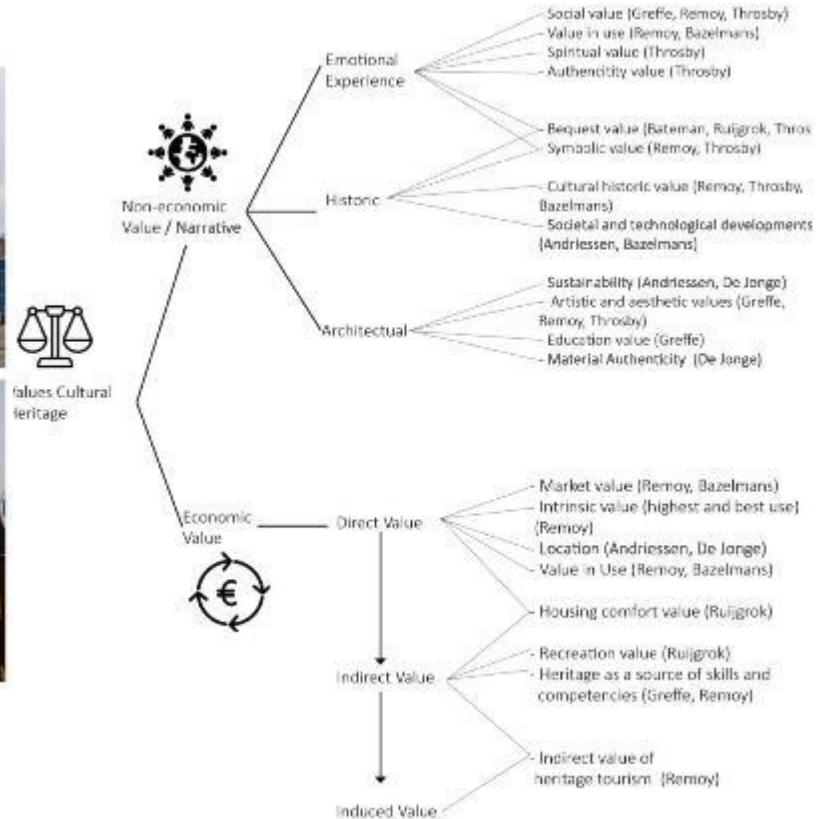 Social value (Greffe, Remoy, Throsby)
Value in use (Remoy, Bazelmans)
Spiritual value (Throsby)
Authencitity value (Throsby)
Emotional
Experience
Bequest value (Bateman, Ruijgrok, Thros
Symbolic value (Remoy, Throsby)
Non-economic
Value / Narrative
Historic
Cultural historic value (Remoy, Throsby,
Bazelmans)
Societal and technological developments
(Andriessen, Bazelmans)
Architectual
Sustainability (Andriessen, De Jonge)
Artistic and aesthetic values (Greffe,
Remoy, Throsby)
Education value (Greffe)
Material Authenticity (De Jonge)
alues Cultural
Heritage
Economic
Value
€
Direct Value
Market value (Remoy, Bazelmans)
Intrinsic value (highest and best use)
(Remoy)
Location (Andriessen, De Jonge)
Value in Use (Remoy, Bazelmans)
Housing comfort value (Ruijgrok)
Indirect Value
Recreation value (Ruijgrok)
Heritage as a source of skills and
competencies (Greffe, Remoy)
Indirect value of
heritage tourism (Remoy)
Induced Value